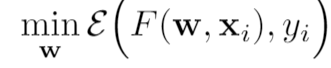 min_w ℰ(F(w, x_i), y_i)